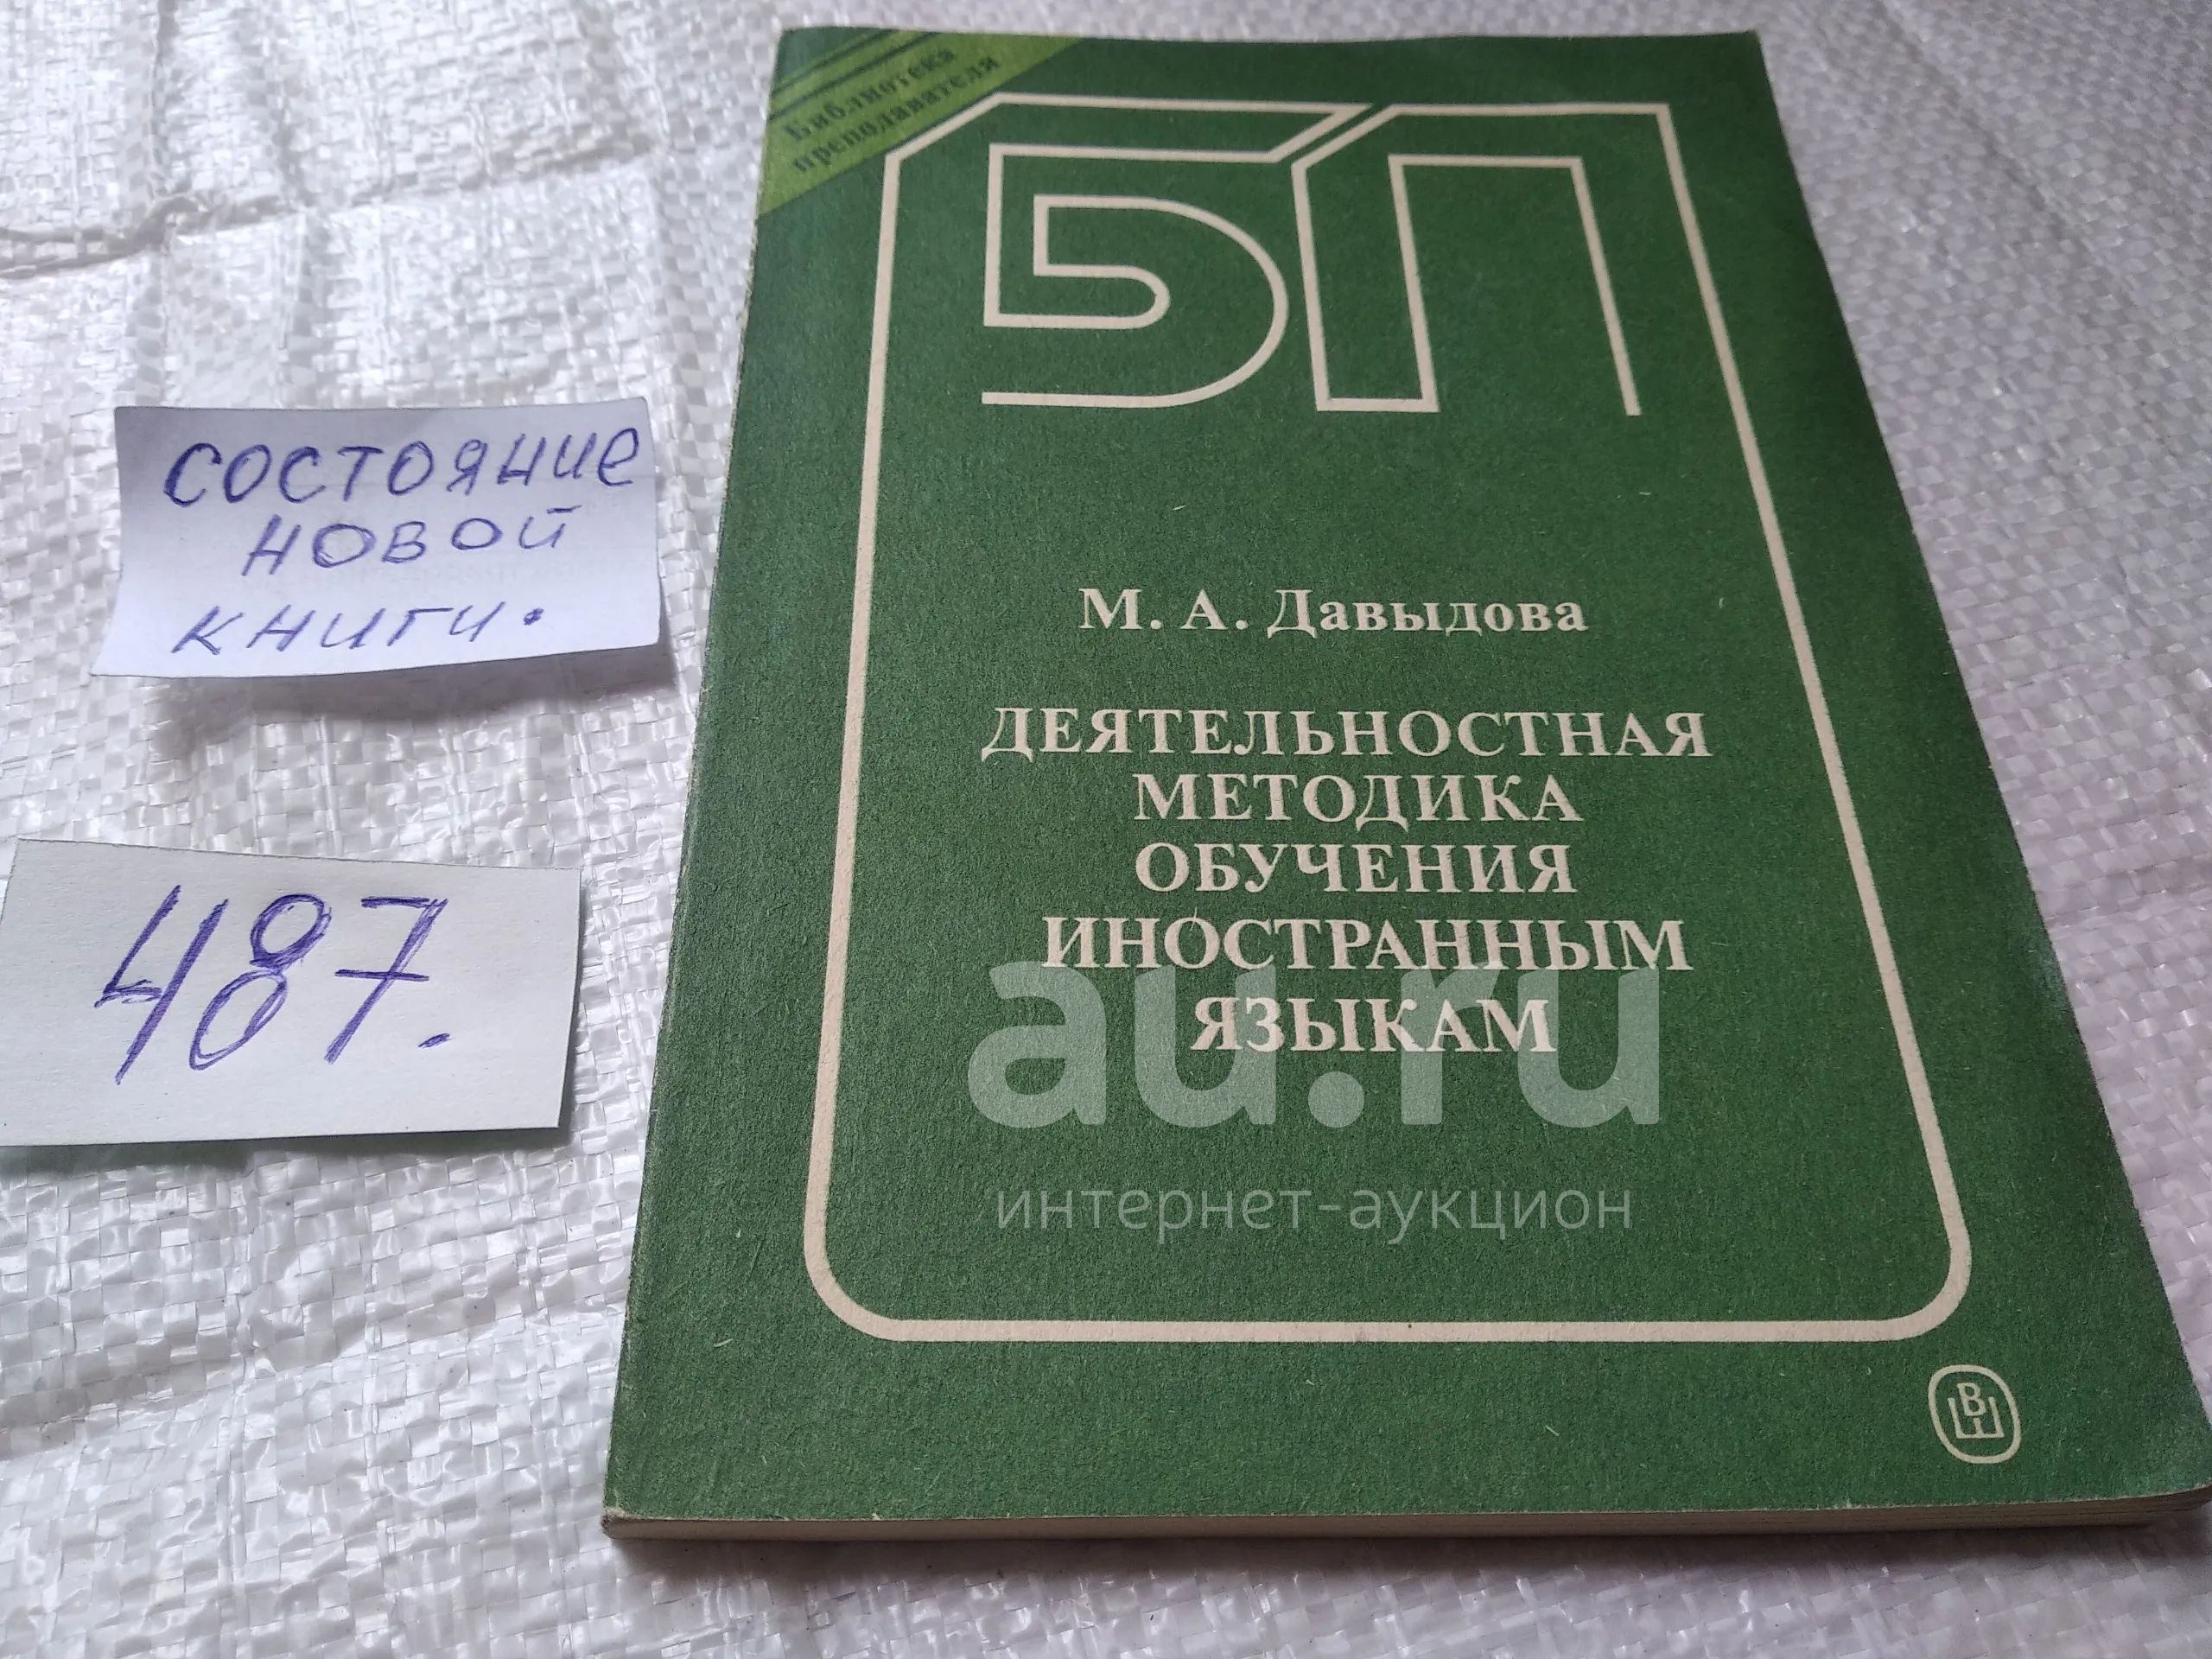 Библиотека
преподавателя
БП
М. А. Давыдова
ДЕЯТЕЛЬНОСТНАЯ
МЕТОДИКА
ОБУЧЕНИЯ
ИНОСТРАННЫМ
ЯЗЫКАМ
au.ru
интернет-аукцион
ВШ
состояние
новой
книги.
487.